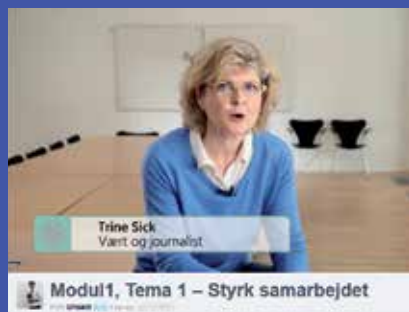 Trine Sick
Vært og journalist
Modul1, Tema 1 – Styrk samarbejdet